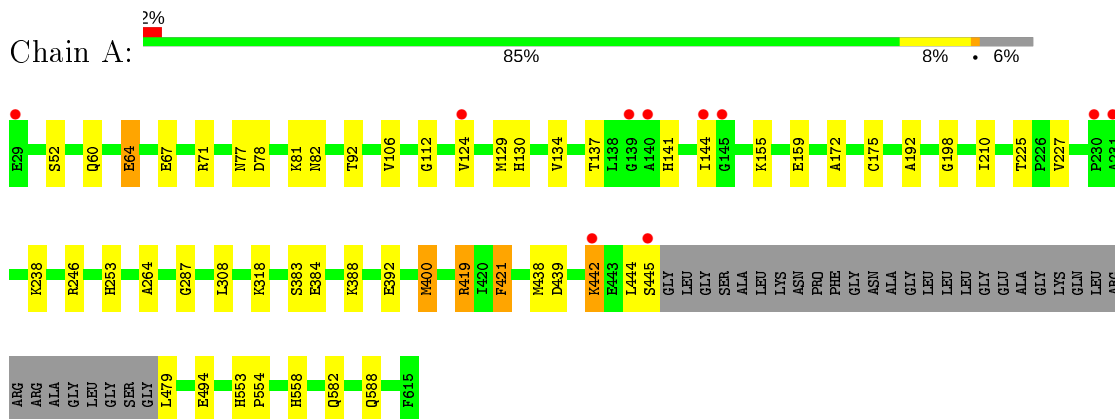 2%
Chain A:
85% 8% • 6%
E29 S52 Q60 E64 E67 R71 N77 D78 K81 N82 T92 V106 G112 V124 M129 H130 V134 T137 L138 G139 A140 H141 I144 G145 K155 E159 A172 C175 A192 G198 I210 T225 P226 V227 P230 A231
K238 R246 H253 A264 G287 L308 K318 S383 E384 K388 E392 M400 R419 I420 F421 M438 D439 K442 E443 L444 S445 GLY LEU GLY SER ALA LEU LYS ASN PRO PHE GLY ASN ALA GLY LEU LEU LEU GLY GLU ALA GLY LYS GLN LEU ARG
ARG ARG ALA GLY LEU GLY SER GLY L479 E494 H553 P554 H558 Q582 Q588 F615